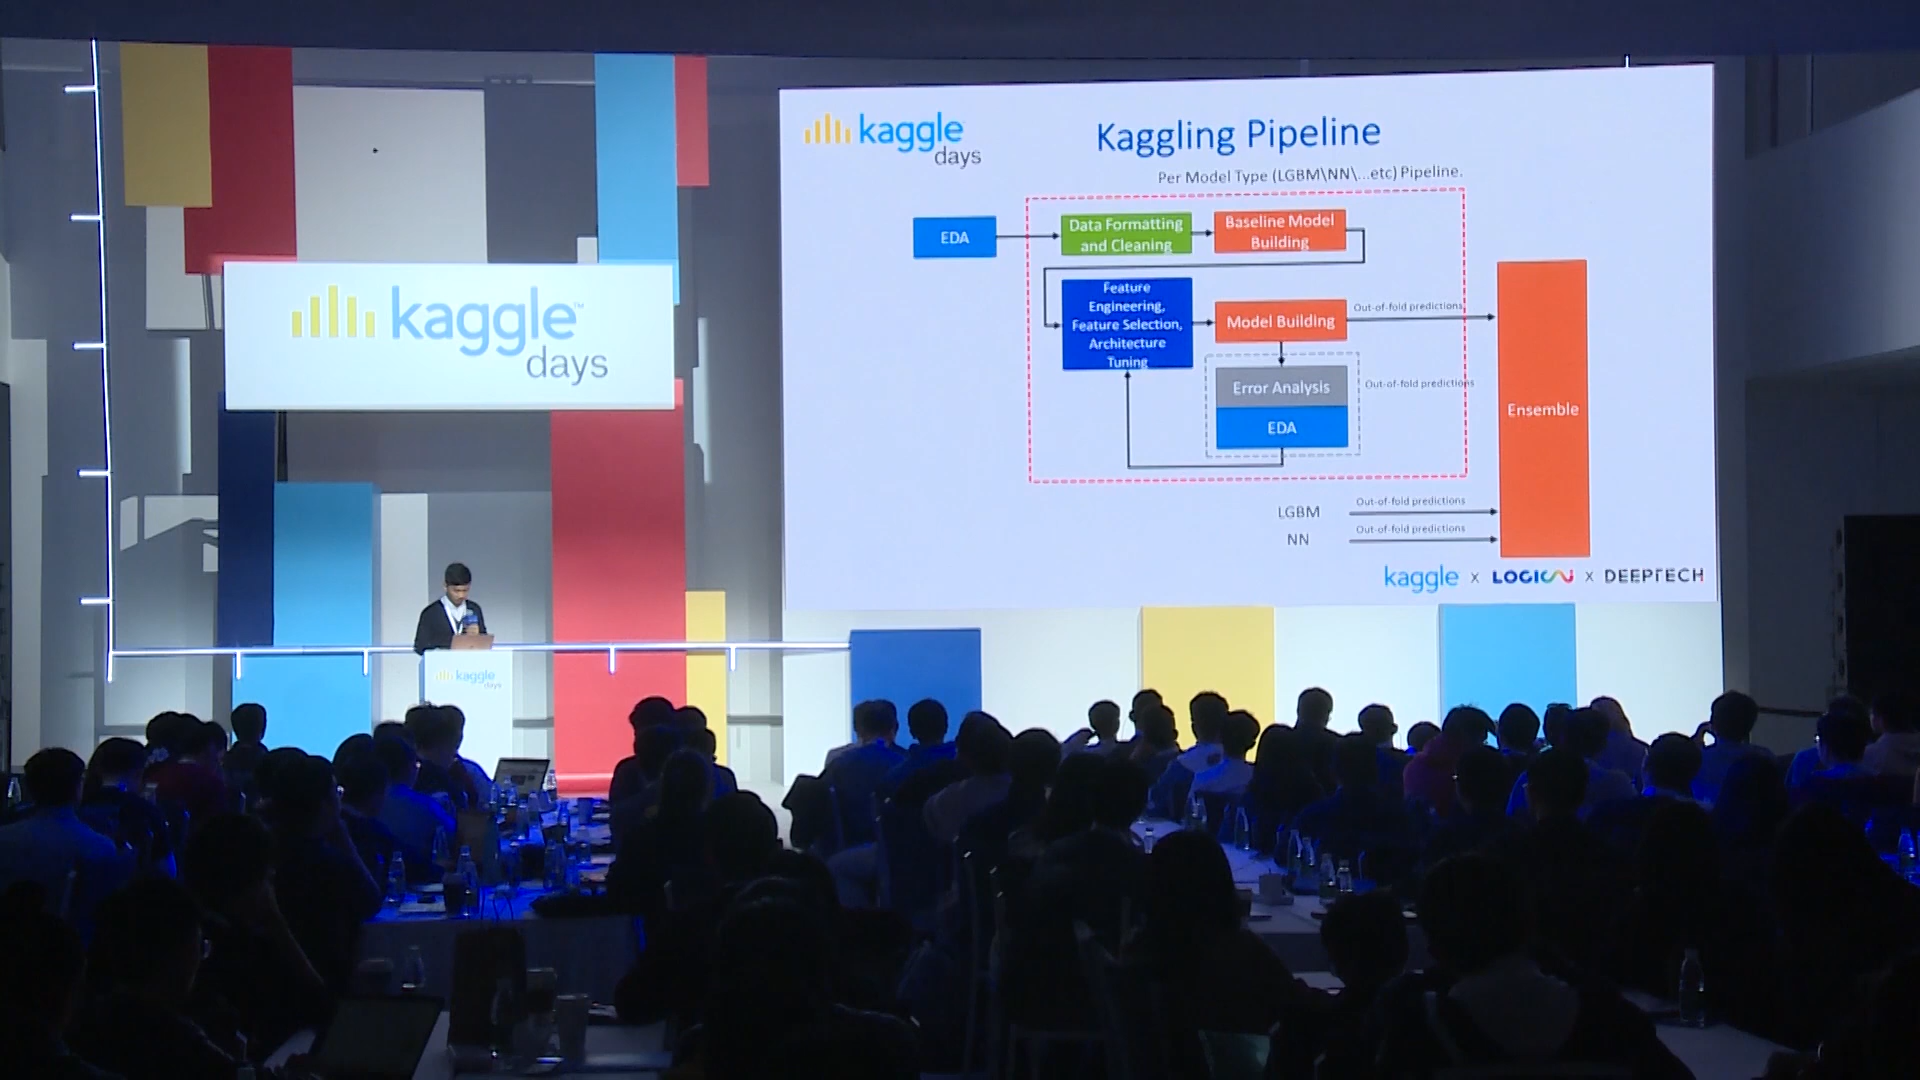 kaggle
days
Kaggling Pipeline
Per Model Type (LGBM\NN\...etc) Pipeline.
EDA
Data Formatting
and Cleaning
Baseline Model
Building
Feature
Engineering,
Feature Selection,
Architecture
Tuning
Model Building
Out-of-fold predictions
Error Analysis
EDA
Out-of-fold predictions
Ensemble
LGBM
Out-of-fold predictions
NN
Out-of-fold predictions
kaggle x LOGIC x DEEPTECH
kaggle™
days
kaggle
days